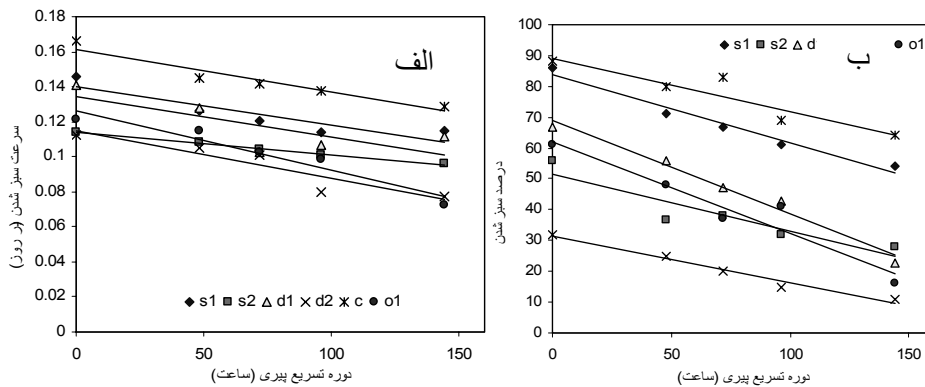 الف
سرعت سبز شدن (ر روز)
0.18
0.16
0.14
0.12
0.1
0.08
0.06
0.04
0.02
0
s1 s2 d1 d2 c o1
0 50 100 150
دوره تسریع پیری (ساعت)
ب
s1 s2 d o1
درصد سبز شدن
100
90
80
70
60
50
40
30
20
10
0
0 50 100 150
دوره تسریع پیری (ساعت)